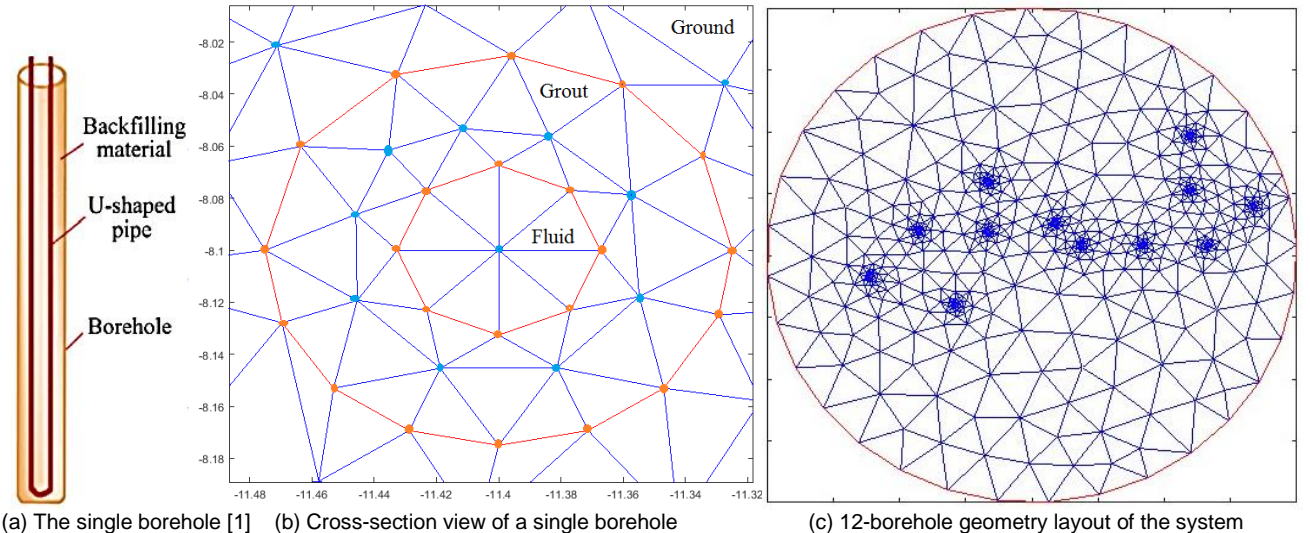 Backfilling
material
U-shaped
pipe
Borehole
-8.02
-8.04
-8.06
-8.08
-8.1
-8.12
-8.14
-8.16
-8.18
Ground
Grout
Fluid
-11.48 -11.46 -11.44 -11.42 -11.4 -11.38 -11.36 -11.34 -11.32
(a) The single borehole [1] (b) Cross-section view of a single borehole (c) 12-borehole geometry layout of the system